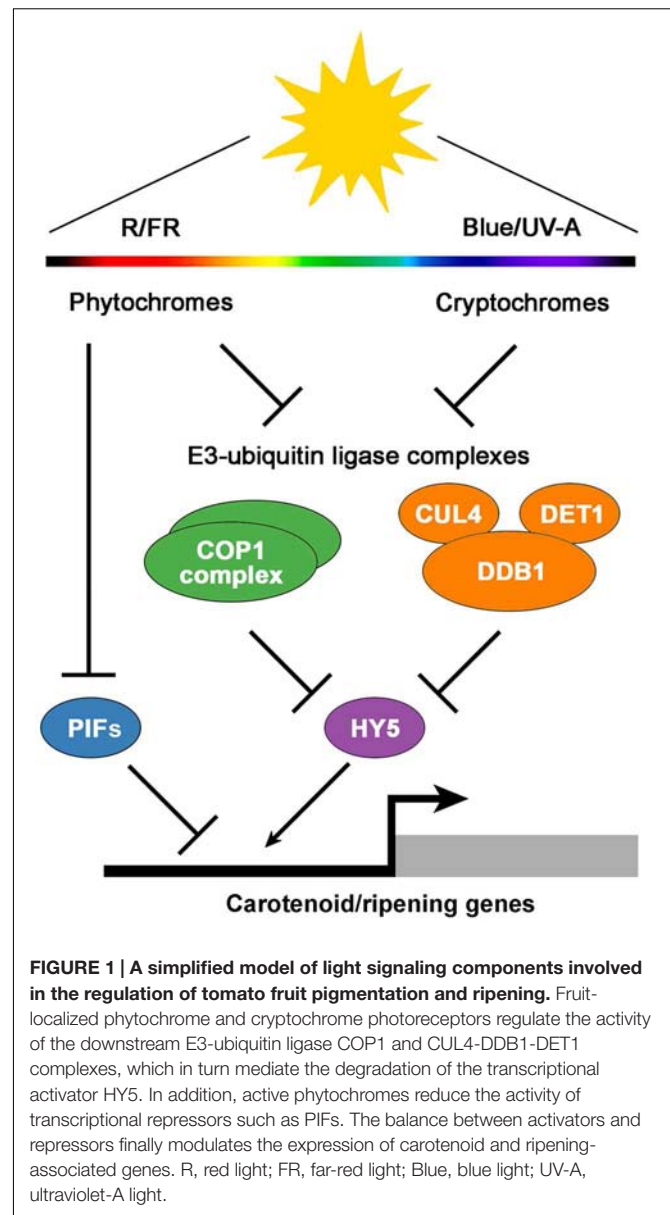 R/FR
Blue/UV-A
Phytochromes
Cryptochromes
E3-ubiquitin ligase complexes
COP1
complex
CUL4
DET1
DDB1
PIFs
HY5
Carotenoid/ripening genes
FIGURE 1 | A simplified model of light signaling components involved
in the regulation of tomato fruit pigmentation and ripening. Fruit-
localized phytochrome and cryptochrome photoreceptors regulate the activity
of the downstream E3-ubiquitin ligase COP1 and CUL4-DDB1-DET1
complexes, which in turn mediate the degradation of the transcriptional
activator HY5. In addition, active phytochromes reduce the activity of
transcriptional repressors such as PIFs. The balance between activators and
repressors finally modulates the expression of carotenoid and ripening-
associated genes. R, red light; FR, far-red light; Blue, blue light; UV-A,
ultraviolet-A light.